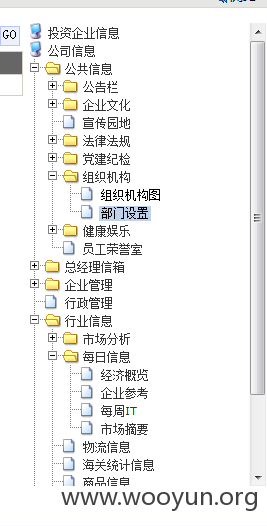 GO
投资企业信息
公司信息
公共信息
公告栏
企业文化
宣传园地
法律法规
党建纪检
组织机构
组织机构图
部门设置
健康娱乐
员工荣誉室
总经理信箱
企业管理
行政管理
行业信息
市场分析
每日信息
经济概览
企业参考
每周IT
市场摘要
物流信息
海关统计信息
商品信息
www.wooyun.org